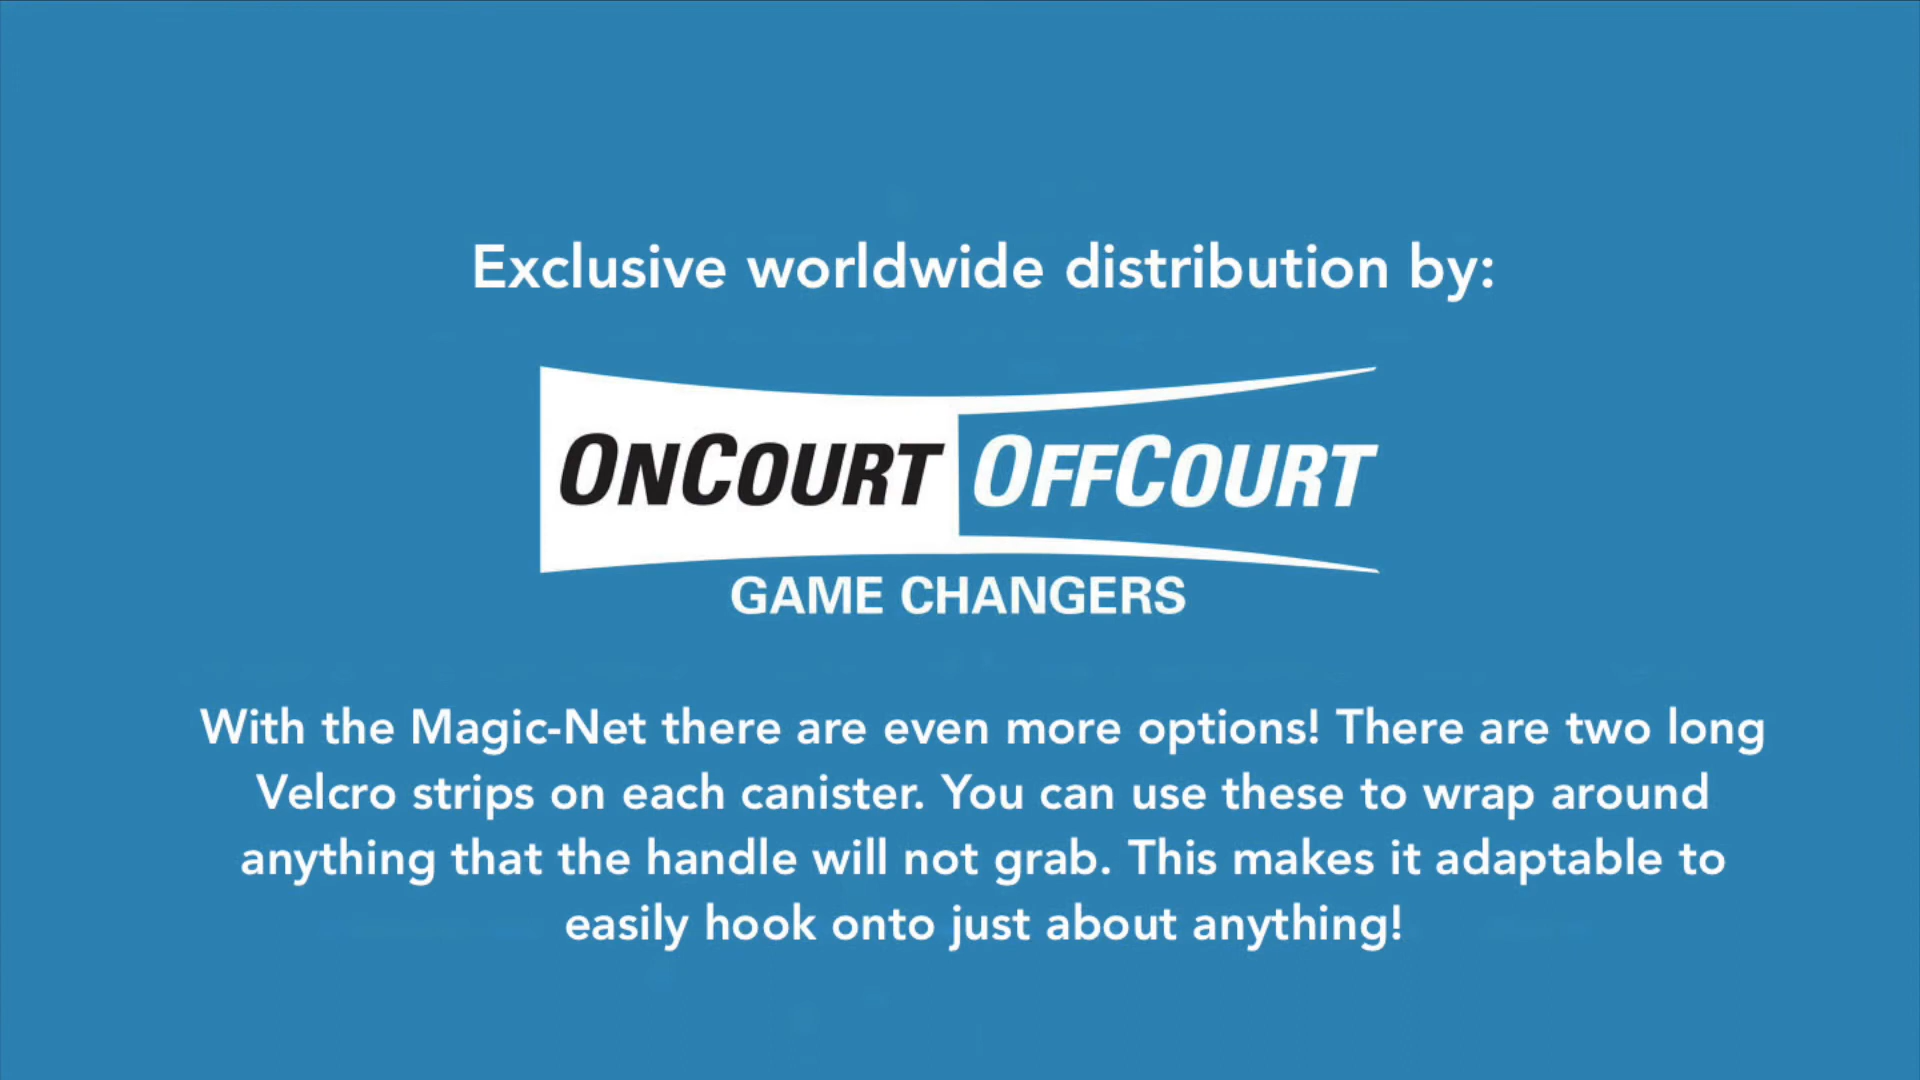 Exclusive worldwide distribution by:
ONCOURT OFFCOURT
GAME CHANGERS
With the Magic-Net there are even more options! There are two long
Velcro strips on each canister. You can use these to wrap around
anything that the handle will not grab. This makes it adaptable to
easily hook onto just about anything!